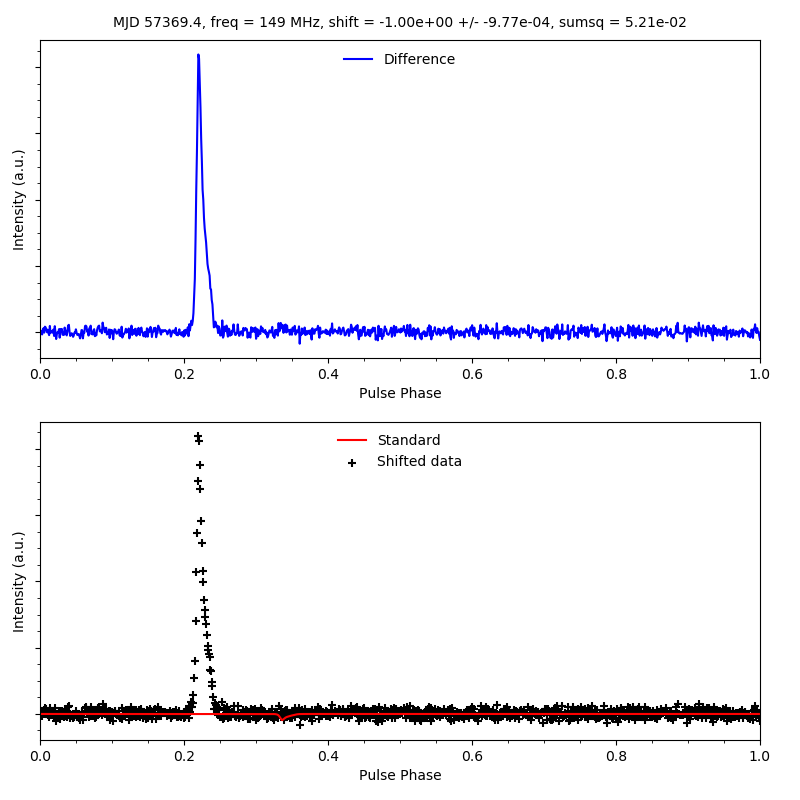 MJD 57369.4, freq = 149 MHz, shift = -1.00e+00 +/- -9.77e-04, sumsq = 5.21e-02
Difference
Intensity (a.u.)
0.0 0.2 0.4 0.6 0.8 1.0
Pulse Phase
Standard
Shifted data
Intensity (a.u.)
0.0 0.2 0.4 0.6 0.8 1.0
Pulse Phase